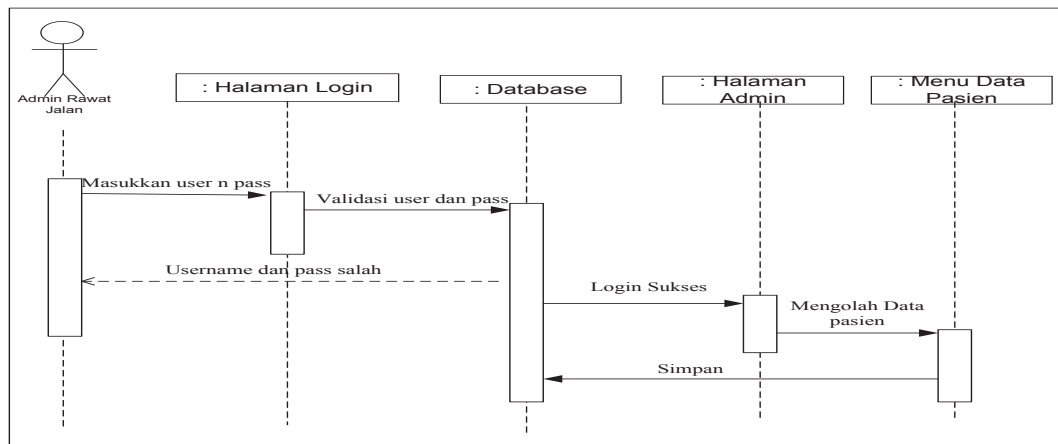 Admin Rawat
Jalan
: Halaman Login
: Database
: Halaman
Admin
: Menu Data
Pasien
Masukkan user n pass
Validasi user dan pass
Username dan pass salah
Login Sukses
Mengolah Data
pasien
Simpan